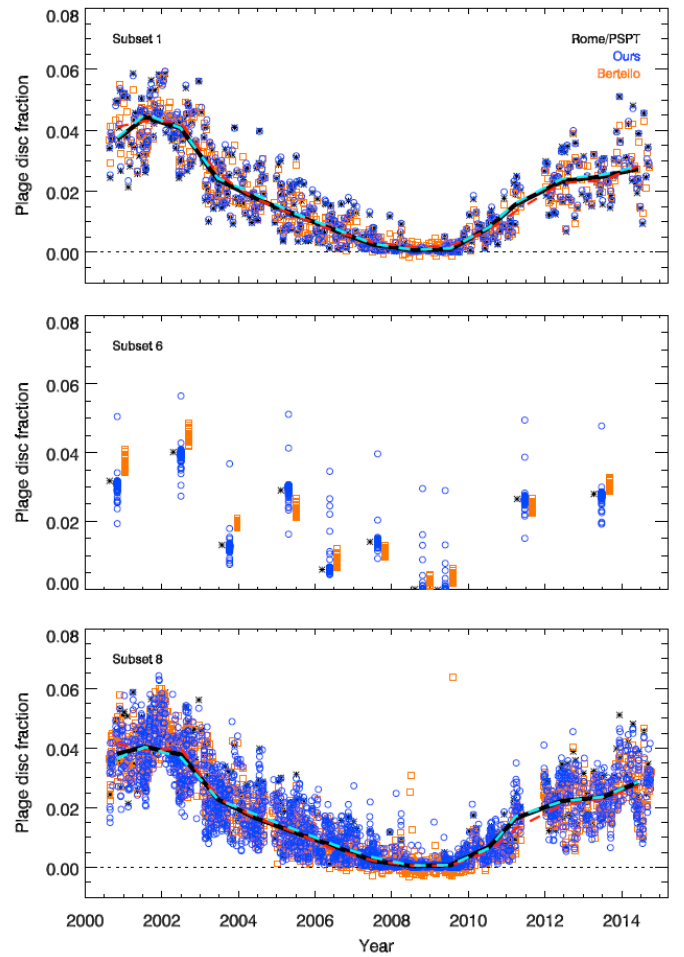 0.08
Subset 1
Rome/PSPT
Ours
Bertello
0.06
0.04
0.02
0.00
Plage disc fraction
0.08
Subset 6
0.06
0.04
0.02
0.00
Plage disc fraction
0.08
Subset 8
0.06
0.04
0.02
0.00
Plage disc fraction
2000 2002 2004 2006 2008 2010 2012 2014
Year